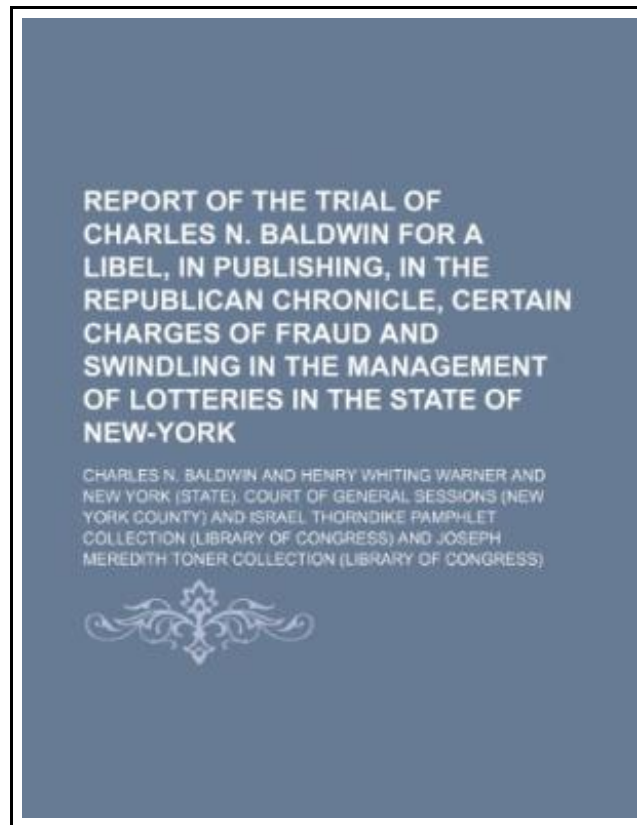 REPORT OF THE TRIAL OF
CHARLES N. BALDWIN FOR A
LIBEL, IN PUBLISHING, IN THE
REPUBLICAN CHRONICLE, CERTAIN
CHARGES OF FRAUD AND
SWINDLING IN THE MANAGEMENT
OF LOTTERIES IN THE STATE OF
NEW-YORK
CHARLES N. BALDWIN AND HENRY WHITING WARNER AND
NEW YORK (STATE). COURT OF GENERAL SESSIONS (NEW
YORK COUNTY) AND ISRAEL THORNDIKE PAMPHLET
COLLECTION (LIBRARY OF CONGRESS) AND JOSEPH
MEREDITH TONER COLLECTION (LIBRARY OF CONGRESS)